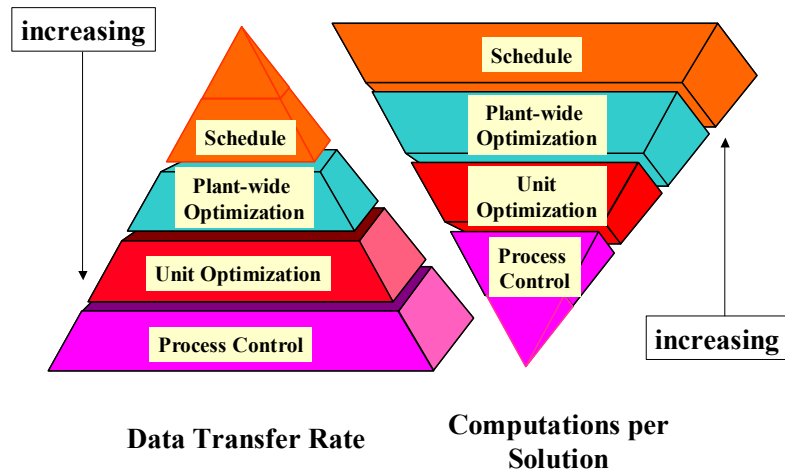 increasing
Schedule
Plant-wide
Optimization
Unit Optimization
Process Control
Data Transfer Rate
Schedule
Plant-wide
Optimization
Unit
Optimization
Process
Control
increasing
Computations per
Solution